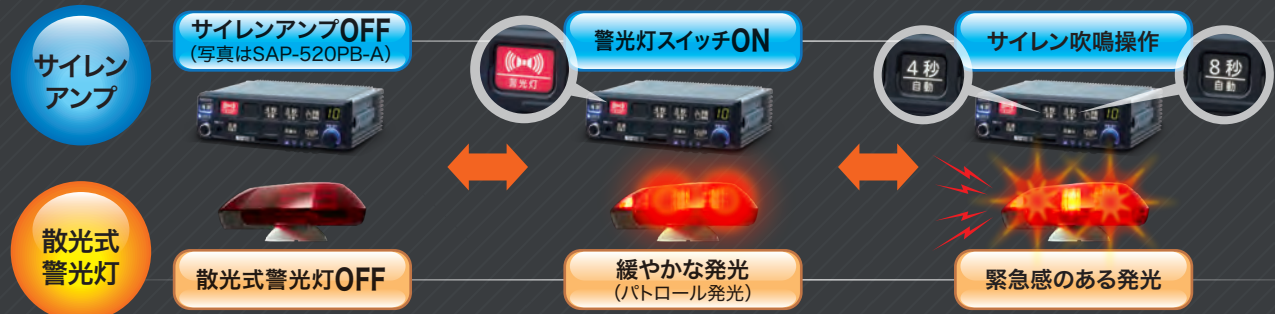 サイレン
アンプ
サイレンアンプOFF
(写真はSAP-520PB-A)
警光灯
警光灯スイッチON
4秒
自動
サイレン吹鳴操作
8秒
自動
10
10
10
散光式
警光灯
散光式警光灯OFF
緩やかな発光
(パトロール発光)
緊急感のある発光